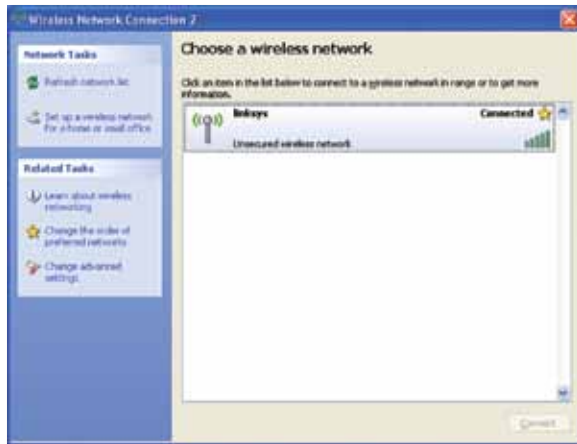 Wireless Network Connection 2
Network Tasks
Refresh network list
Set up a wireless network
for a home or small office
Related Tasks
Learn about wireless
networking
Change the order of
preferred networks
Change advanced
settings
Choose a wireless network
Click an item in the list below to connect to a wireless network in range or to get more
information.
linksys
Connected
Unsecured wireless network
Connect